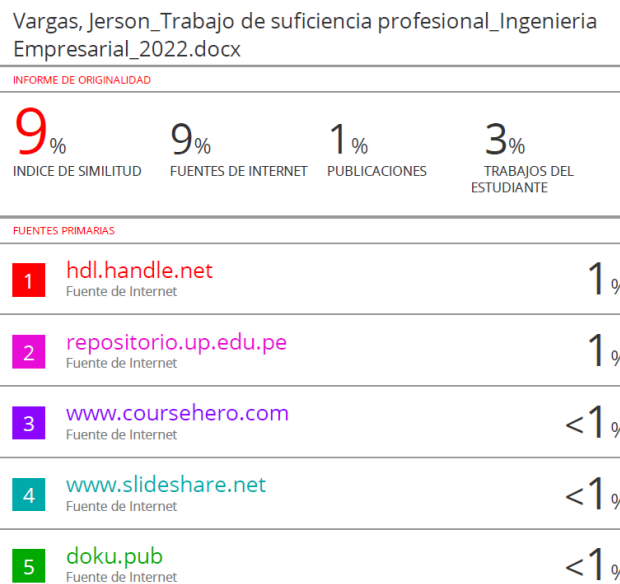 Vargas, Jerson_Trabajo de suficiencia profesional_Ingenieria
Empresarial_2022.docx
INFORME DE ORIGINALIDAD
9% 9% 1% 3%
INDICE DE SIMILITUD FUENTES DE INTERNET PUBLICACIONES TRABAJOS DEL
ESTUDIANTE
FUENTES PRIMARIAS
1 hdl.handle.net 1%
Fuente de Internet
2 repositorio.up.edu.pe 1%
Fuente de Internet
3 www.coursehero.com <1%
Fuente de Internet
4 www.slideshare.net <1%
Fuente de Internet
5 doku.pub <1%
Fuente de Internet